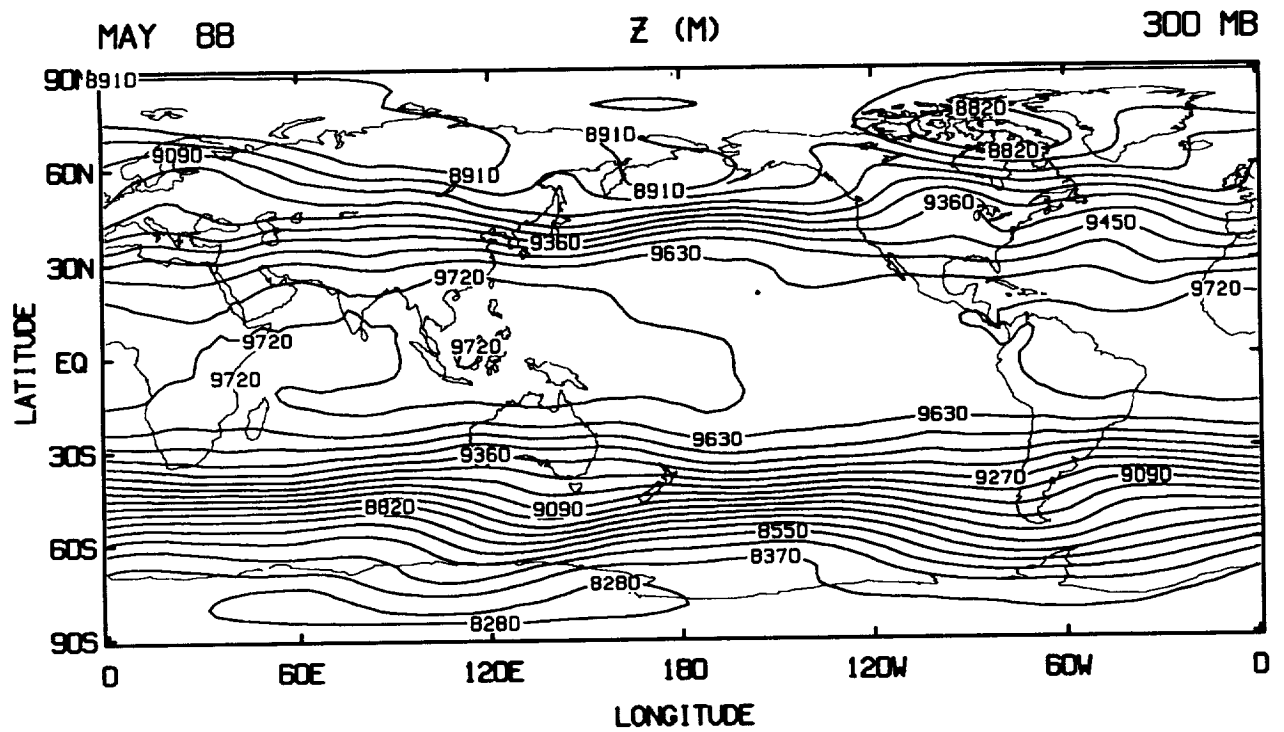 MAY 88 Z (M) 300 MB
90N 8910
8820
8910
9090 8820
60N 8910 8910
9360
9450
9360 9630
30N
9720 9720
9720 9720
EQ
9720
LATITUDE
9630
9630
30S 9360
9270 9090
8820 9090
8550
60S 8370
8280
8280
90S
0 60E 120E 180 120W 60W 0
LONGITUDE